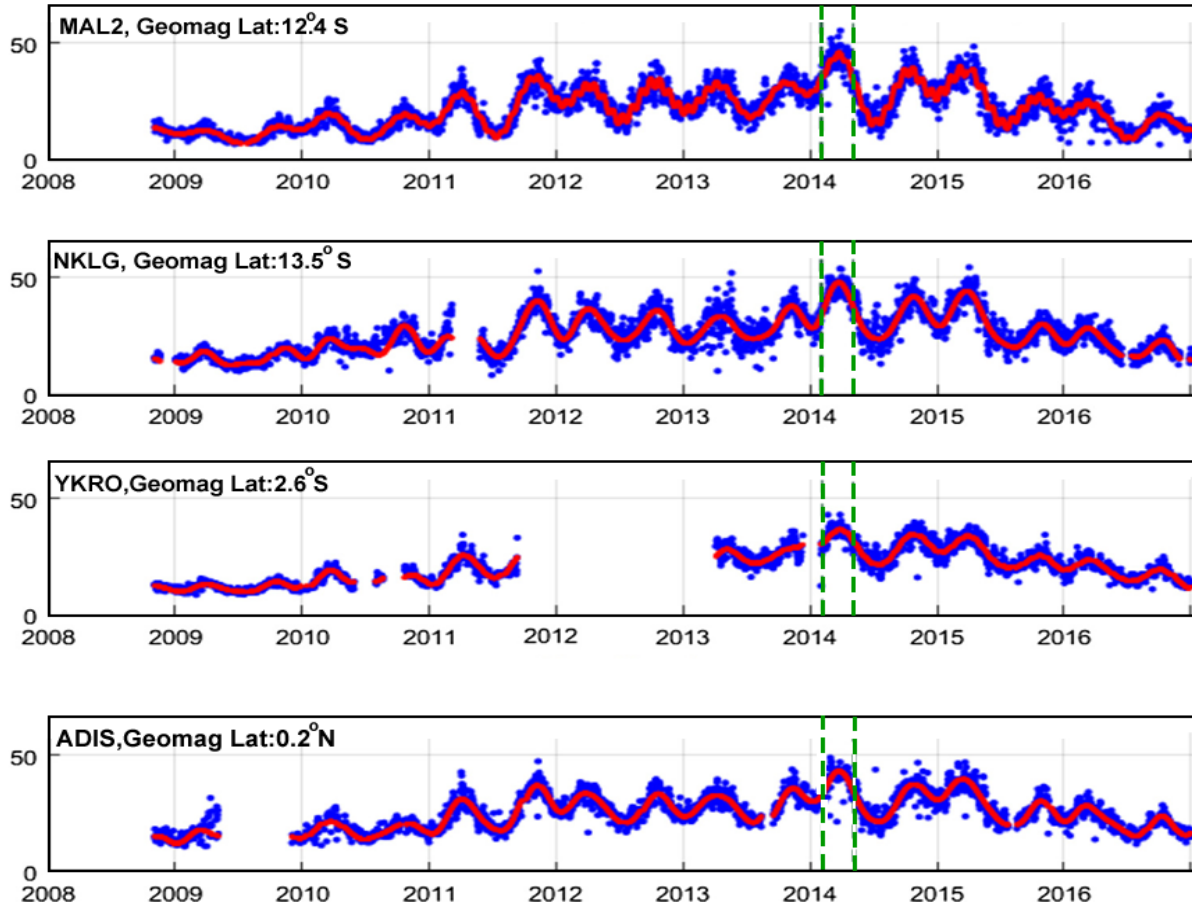 MAL2, Geomag Lat:12.4 S
50
0
2008 2009 2010 2011 2012 2013 2014 2015 2016
NKLG, Geomag Lat:13.5° S
50
0
2008 2009 2010 2011 2012 2013 2014 2015 2016
YKRO,Geomag Lat:2.6°S
50
0
2008 2009 2010 2011 2012 2013 2014 2015 2016
ADIS,Geomag Lat:0.2°N
50
0
2008 2009 2010 2011 2012 2013 2014 2015 2016